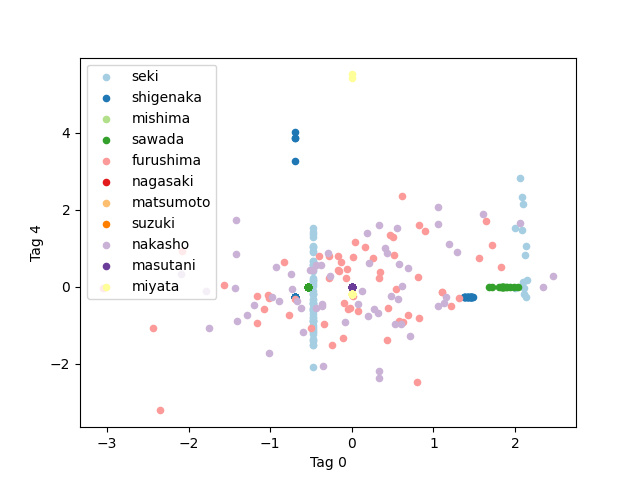 seki
shigenaka
mishima
sawada
furushima
nagasaki
matsumoto
suzuki
nakasho
masutani
miyata
4
2
0
−2
Tag 4
−3 −2 −1 0 1 2
Tag 0